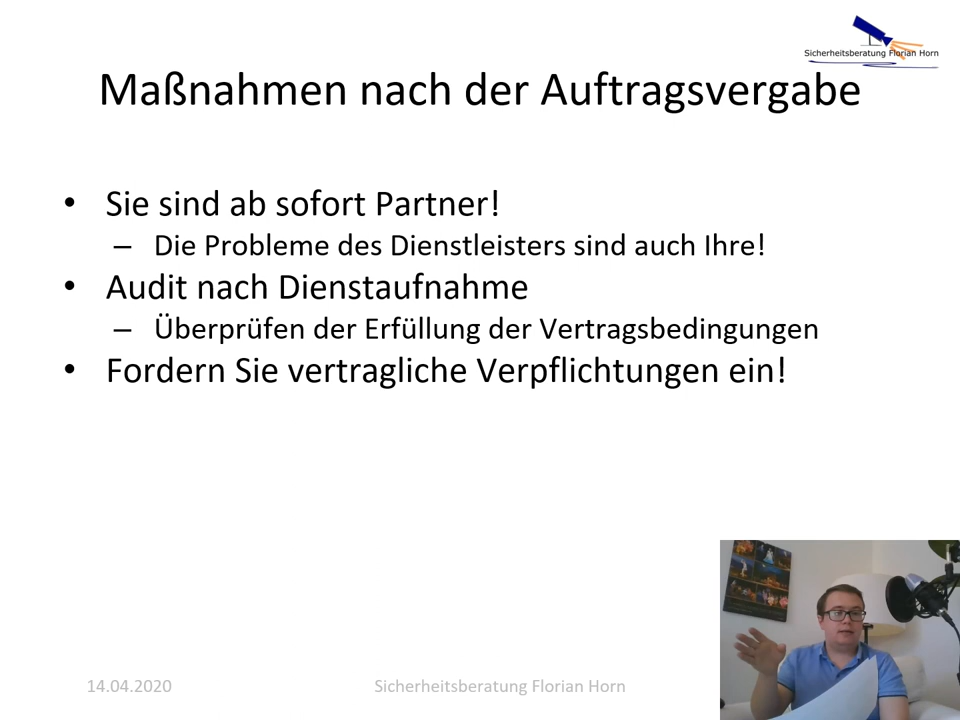 Sicherheitsberatung Florian Horn
Maßnahmen nach der Auftragsvergabe
• Sie sind ab sofort Partner!
– Die Probleme des Dienstleisters sind auch Ihre!
• Audit nach Dienstaufnahme
– Überprüfen der Erfüllung der Vertragsbedingungen
• Fordern Sie vertragliche Verpflichtungen ein!
14.04.2020
Sicherheitsberatung Florian Horn